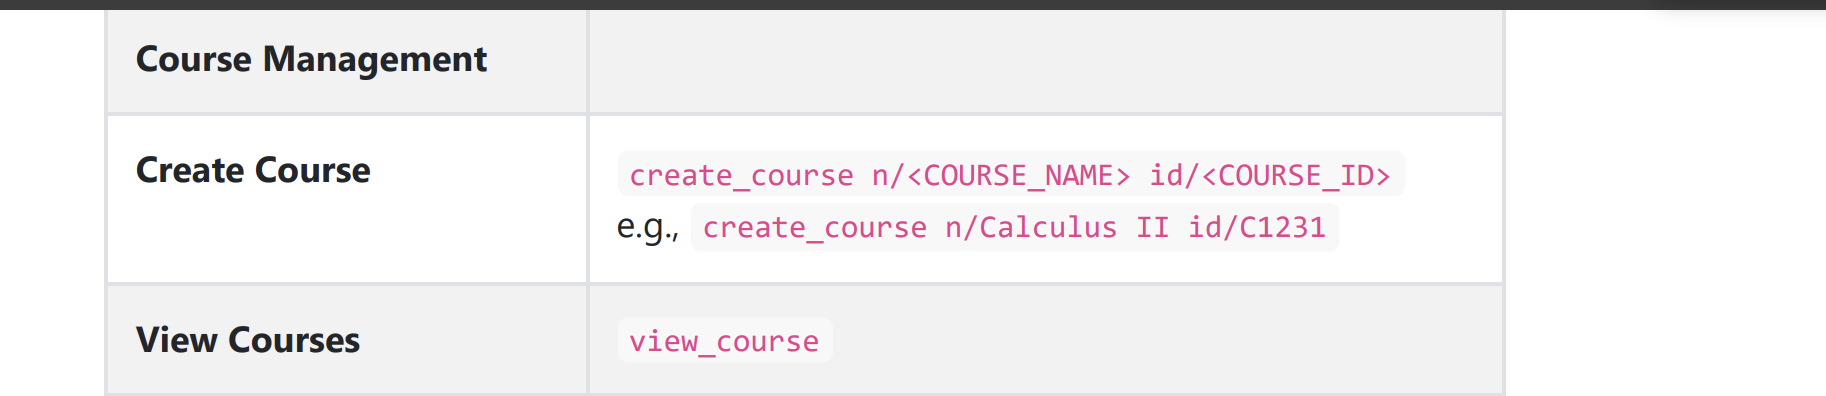 Course Management
Create Course
create_course n/<COURSE_NAME> id/<COURSE_ID>
e.g., create_course n/Calculus II id/C1231
View Courses
view_course